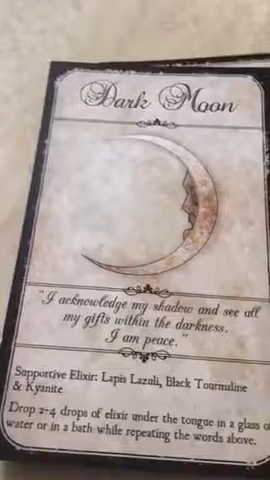 Dark Moon
"I acknowledge my shadow and see all
my gifts within the darkness.
I am peace."
Supportive Elixir: Lapis Lazuli, Black Tourmaline
& Kyanite
Drop 2-4 drops of elixir under the tongue in a glass of
water or in a bath while repeating the words above.